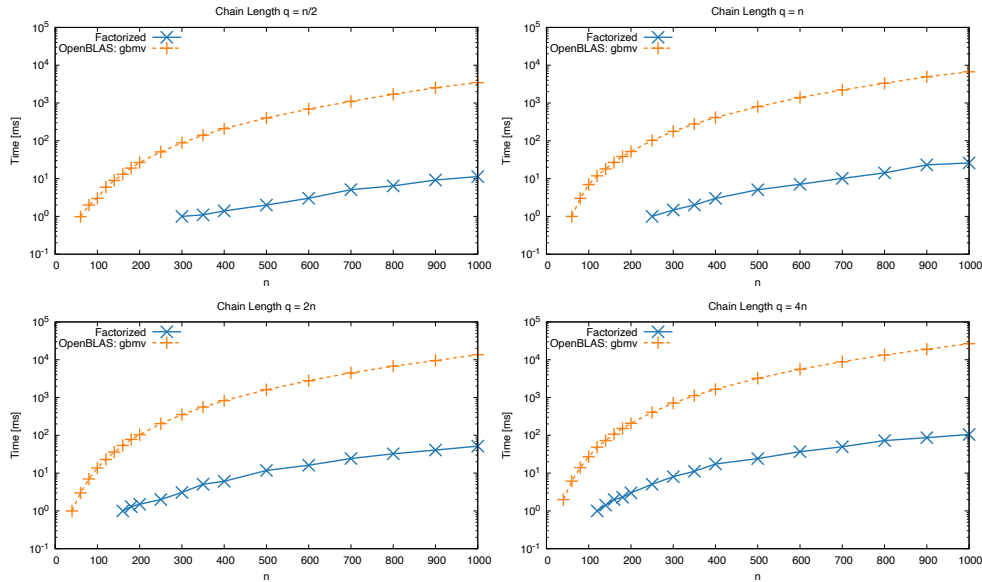 Chain Length q = n/2
Factorized
OpenBLAS: gbmv
Time [ms]
10^5
10^4
10^3
10^2
10^1
10^0
10^-1
0 100 200 300 400 500 600 700 800 900 1000
n
Chain Length q = n
Factorized
OpenBLAS: gbmv
Time [ms]
10^5
10^4
10^3
10^2
10^1
10^0
10^-1
0 100 200 300 400 500 600 700 800 900 1000
n
Chain Length q = 2n
Factorized
OpenBLAS: gbmv
Time [ms]
10^5
10^4
10^3
10^2
10^1
10^0
10^-1
0 100 200 300 400 500 600 700 800 900 1000
n
Chain Length q = 4n
Factorized
OpenBLAS: gbmv
Time [ms]
10^5
10^4
10^3
10^2
10^1
10^0
10^-1
0 100 200 300 400 500 600 700 800 900 1000
n